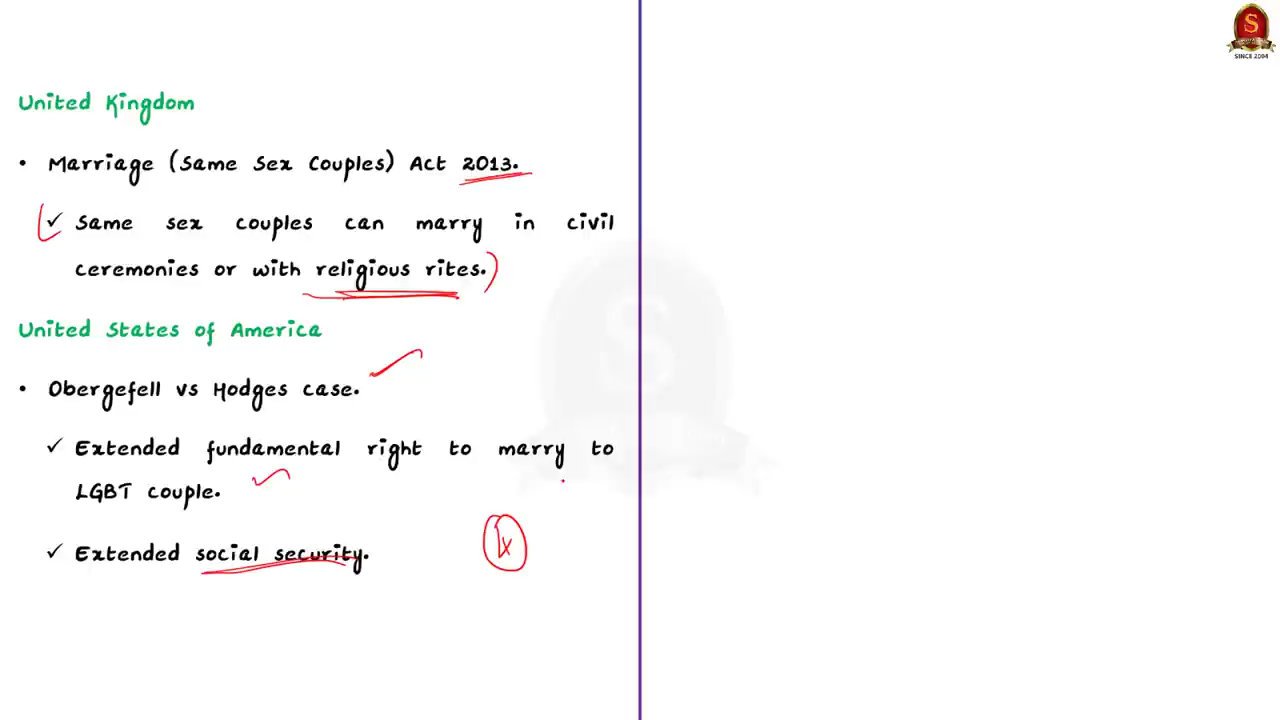 S
SINCE 2004
United Kingdom
• Marriage (Same Sex Couples) Act 2013.
✓ Same sex couples can marry in civil
ceremonies or with religious rites.
United States of America
• Obergefell vs Hodges case.
✓ Extended fundamental right to marry to
LGBT couple.
✓ Extended social security.